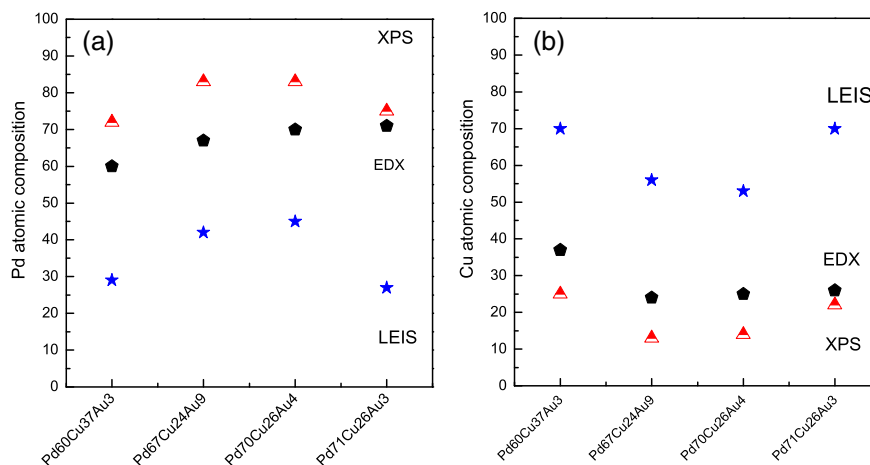 (a)
XPS
EDX
LEIS
Pd atomic composition
100
90
80
70
60
50
40
30
20
10
0
Pd60Cu37Au3
Pd67Cu24Au9
Pd70Cu26Au4
Pd71Cu26Au3
(b)
LEIS
EDX
XPS
Cu atomic composition
100
90
80
70
60
50
40
30
20
10
0
Pd60Cu37Au3
Pd67Cu24Au9
Pd70Cu26Au4
Pd71Cu26Au3